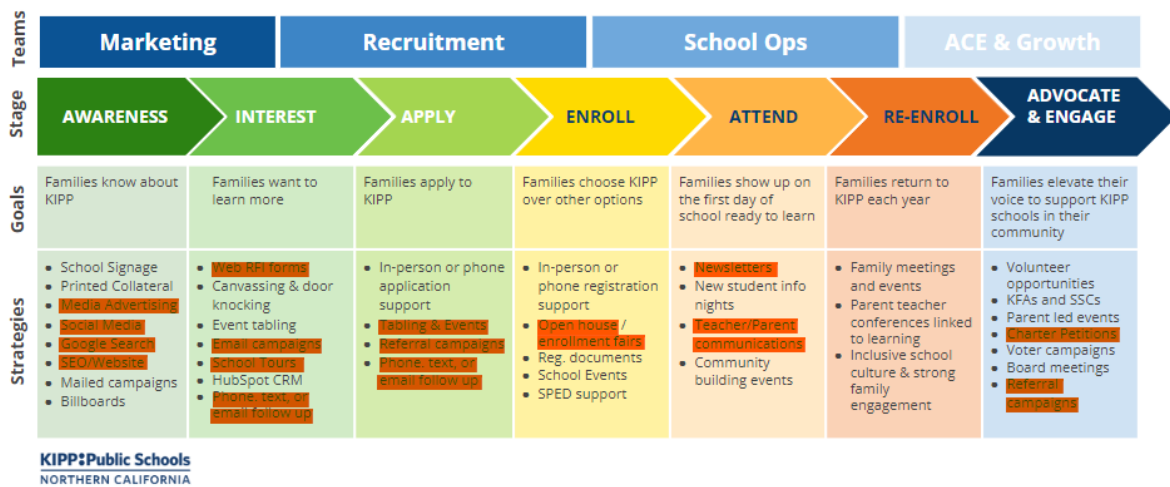 Teams
Marketing
Recruitment
School Ops
ACE & Growth
Stage
AWARENESS
INTEREST
APPLY
ENROLL
ATTEND
RE-ENROLL
ADVOCATE
& ENGAGE
Goals
Families know about
KIPP
Families want to
learn more
Families apply to
KIPP
Families choose KIPP
over other options
Families show up on
the first day of
school ready to learn
Families return to
KIPP each year
Families elevate their
voice to support KIPP
schools in their
community
Strategies
• School Signage
• Printed Collateral
• Media Advertising
• Social Media
• Google Search
• SEO/Website
• Mailed campaigns
• Billboards
• Web RFI forms
• Canvassing & door
knocking
• Event tabling
• Email campaigns
• School Tours
• HubSpot CRM
• Phone, text, or
email follow up
• In-person or phone
application
support
• Tabling & Events
• Referral campaigns
• Phone, text, or
email follow up
• In-person or
phone registration
support
• Open house /
enrollment fairs
• Reg. documents
• School Events
• SPED support
• Newsletters
• New student info
nights
• Teacher/Parent
communications
• Community
building events
• Family meetings
and events
• Parent teacher
conferences linked
to learning
• Inclusive school
culture & strong
family
engagement
• Volunteer
opportunities
• KFAs and SSCs
• Parent led events
• Charter Petitions
• Voter campaigns
• Board meetings
• Referral
campaigns
KIPP:Public Schools
NORTHERN CALIFORNIA